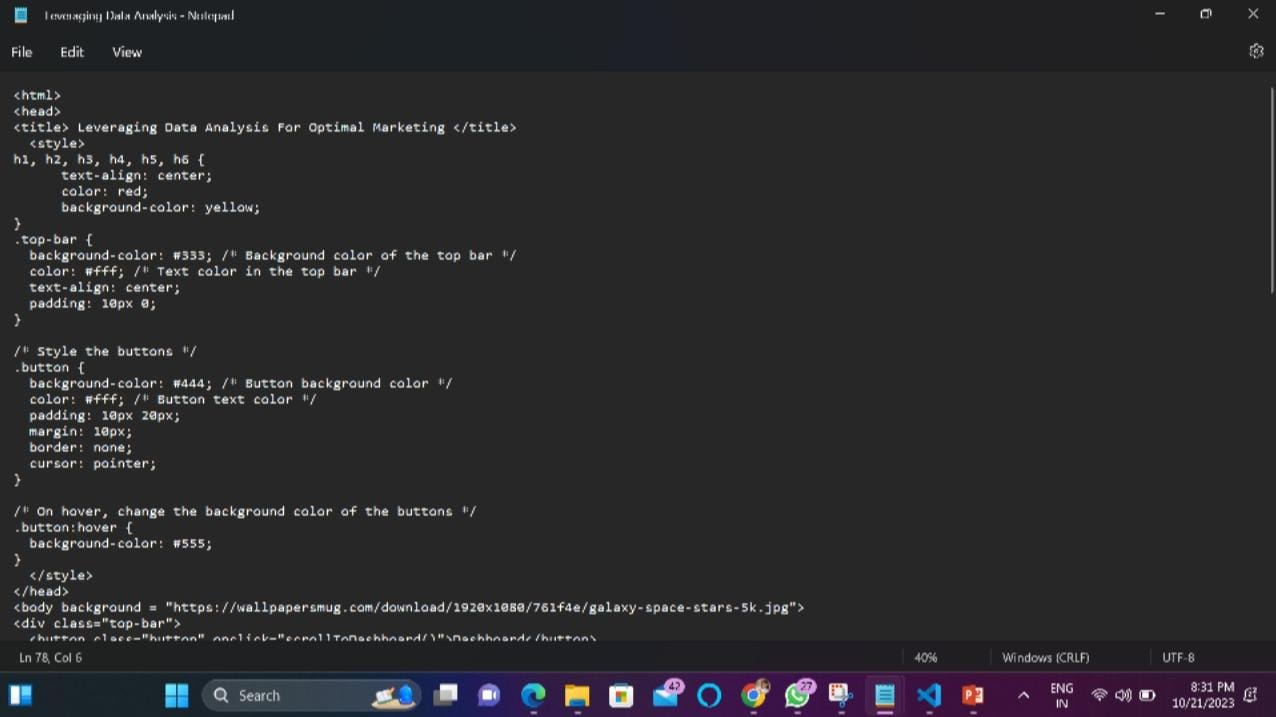 Leveraging Data Analysis - Notepad
File Edit View
<html>
<head>
<title> Leveraging Data Analysis For Optimal Marketing </title>
<style>
h1, h2, h3, h4, h5, h6 {
text-align: center;
color: red;
background-color: yellow;
}
.top-bar {
background-color: #333; /* Background color of the top bar */
color: #fff; /* Text color in the top bar */
text-align: center;
padding: 10px 0;
}
/* Style the buttons */
.button {
background-color: #444; /* Button background color */
color: #fff; /* Button text color */
padding: 10px 20px;
margin: 10px;
border: none;
cursor: pointer;
}
/* On hover, change the background color of the buttons */
.button:hover {
background-color: #555;
}
</style>
</head>
<body background = "https://wallpapersmug.com/download/1920x1080/761f4e/galaxy-space-stars-5k.jpg">
<div class="top-bar">
<button class="button" onclick="scrollToDashboard()">Dashboard</button>
Ln 78, Col 6 40% Windows (CRLF) UTF-8
Search 42 27 ENG IN 8:31 PM 10/21/2023